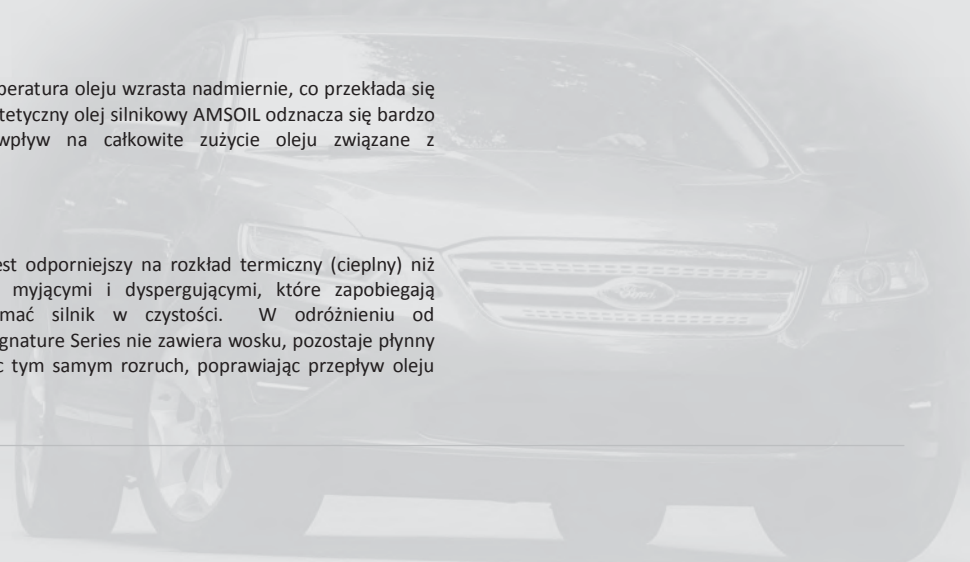 peratura oleju wzrasta nadmiernie, co przekłada się
tetyczny olej silnikowy AMSOIL odznacza się bardzo
wpływ na całkowite zużycie oleju związane z
est odporniejszy na rozkład termiczny (cieplny) niż
myjącymi i dyspergującymi, które zapobiegają
mać silnik w czystości. W odróżnieniu od
gnature Series nie zawiera wosku, pozostaje płynny
c tym samym rozruch, poprawiając przepływ oleju
Ford